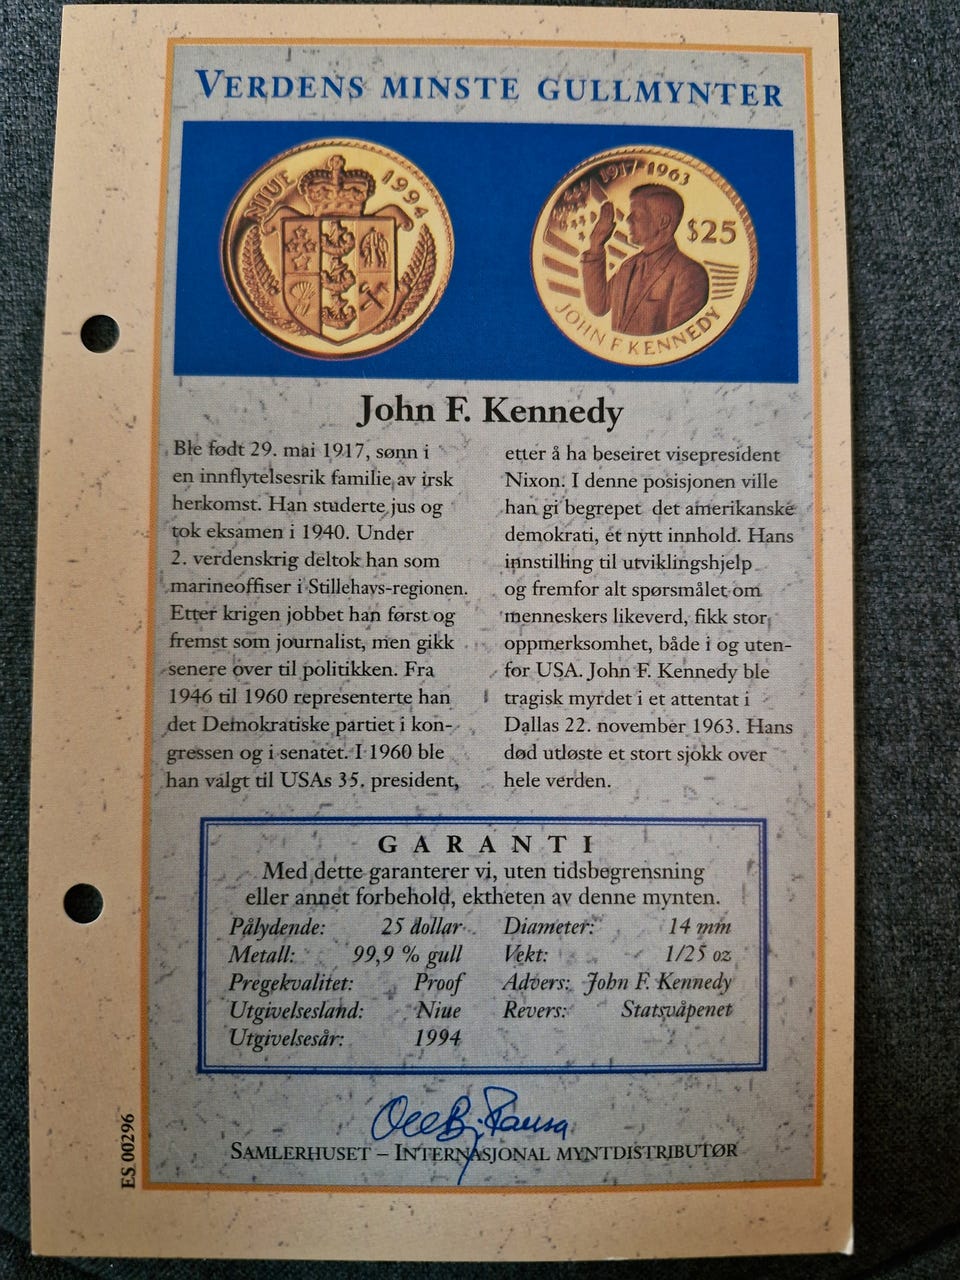 VERDENS MINSTE GULLMYNTER
NIUE 1994
1917 1963
$25
JOHN F KENNEDY
John F. Kennedy
Ble født 29. mai 1917, sønn i
en innflytelsesrik familie av irsk
herkomst. Han studerte jus og
tok eksamen i 1940. Under
2. verdenskrig deltok han som
marineoffiser i Stillehavs-regionen.
Etter krigen jobbet han først og
fremst som journalist, men gikk
senere over til politikken. Fra
1946 til 1960 representerte han
det Demokratiske partiet i kon-
gressen og i senatet. I 1960 ble
han valgt til USAs 35. president,
etter å ha beseiret visepresident
Nixon. I denne posisjonen ville
han gi begrepet det amerikanske
demokrati, et nytt innhold. Hans
innstilling til utviklingshjelp
og fremfor alt spørsmålet om
menneskers likeverd, fikk stor
oppmerksomhet, både i og uten-
for USA. John F. Kennedy ble
tragisk myrdet i et attentat i
Dallas 22. november 1963. Hans
død utløste et stort sjokk over
hele verden.
GARANTI
Med dette garanterer vi, uten tidsbegrensning
eller annet forbehold, ektheten av denne mynten.
Pålydende: 25 dollar
Metall: 99,9 % gull
Pregekvalitet: Proof
Utgivelsesland: Niue
Utgivelsesår: 1994
Diameter: 14 mm
Vekt: 1/25 oz
Advers: John F. Kennedy
Revers: Statsvåpenet
SAMLERHUSET – INTERNASJONAL MYNTDISTRIBUTØR
ES 00296